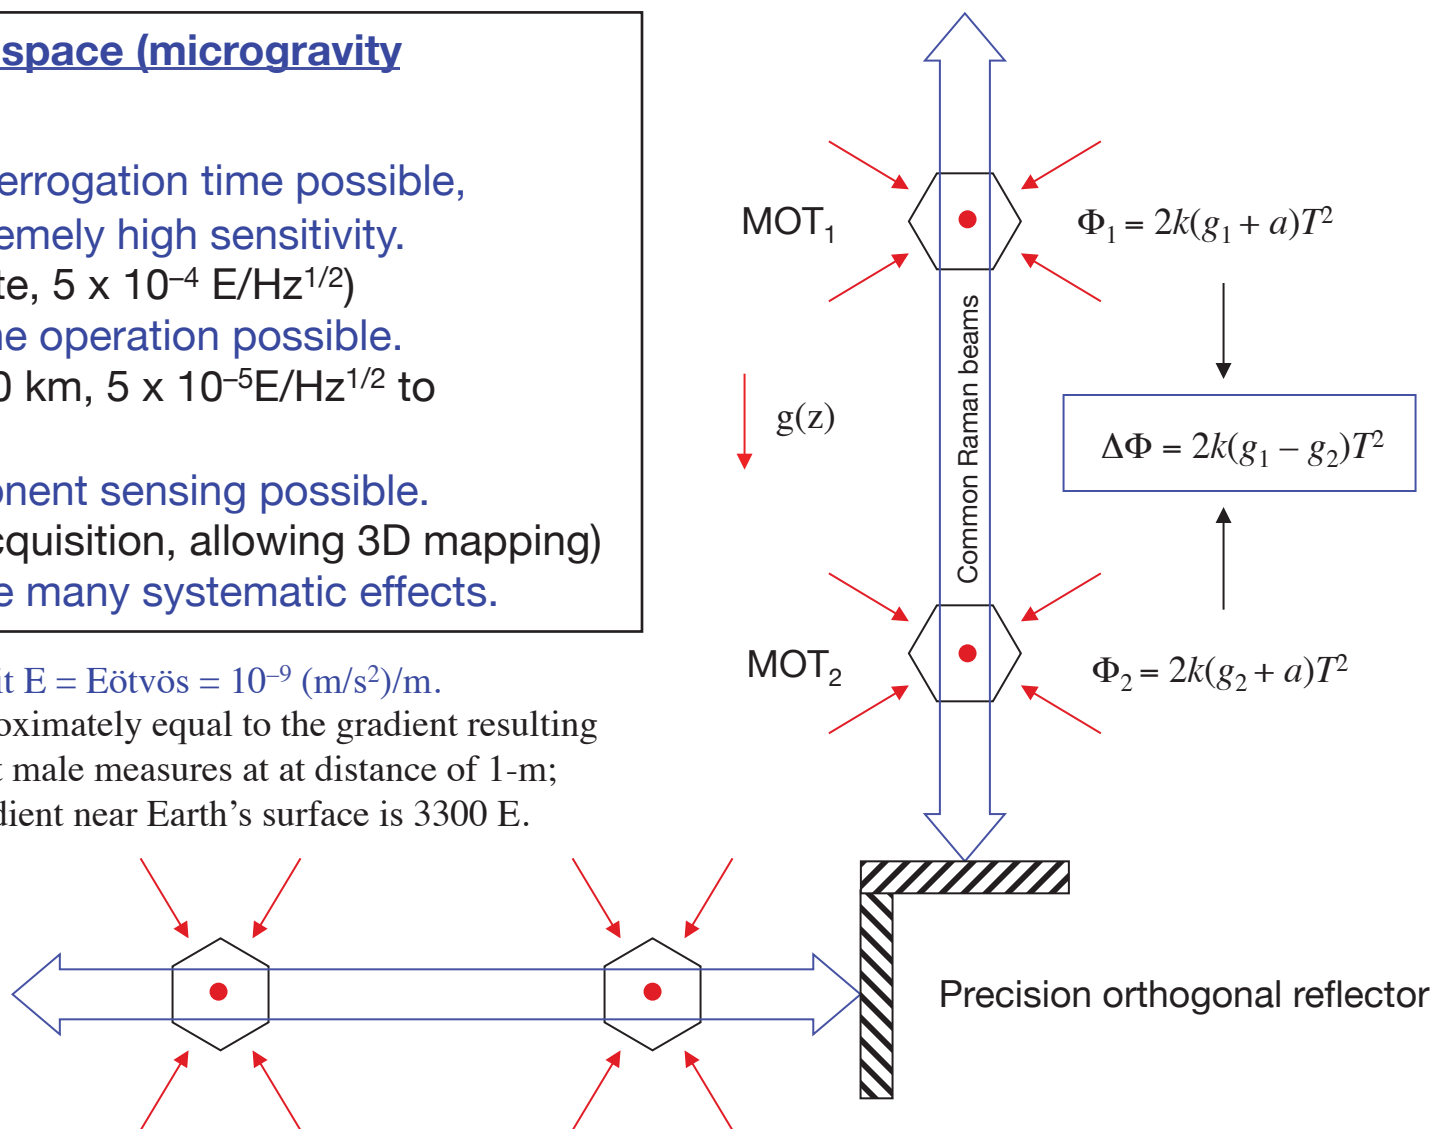 space (microgravity
errogation time possible,
emely high sensitivity.
te, 5 x 10⁻⁴ E/Hz¹ᐟ²)
ne operation possible.
0 km, 5 x 10⁻⁵E/Hz¹ᐟ² to
onent sensing possible.
cquisition, allowing 3D mapping)
e many systematic effects.
it E = Eötvös = 10⁻⁹ (m/s²)/m.
oximately equal to the gradient resulting
t male measures at at distance of 1-m;
dient near Earth’s surface is 3300 E.
MOT₁
Φ₁ = 2k(g₁ + a)T²
Common Raman beams
g(z)
ΔΦ = 2k(g₁ – g₂)T²
MOT₂
Φ₂ = 2k(g₂ + a)T²
Precision orthogonal reflector